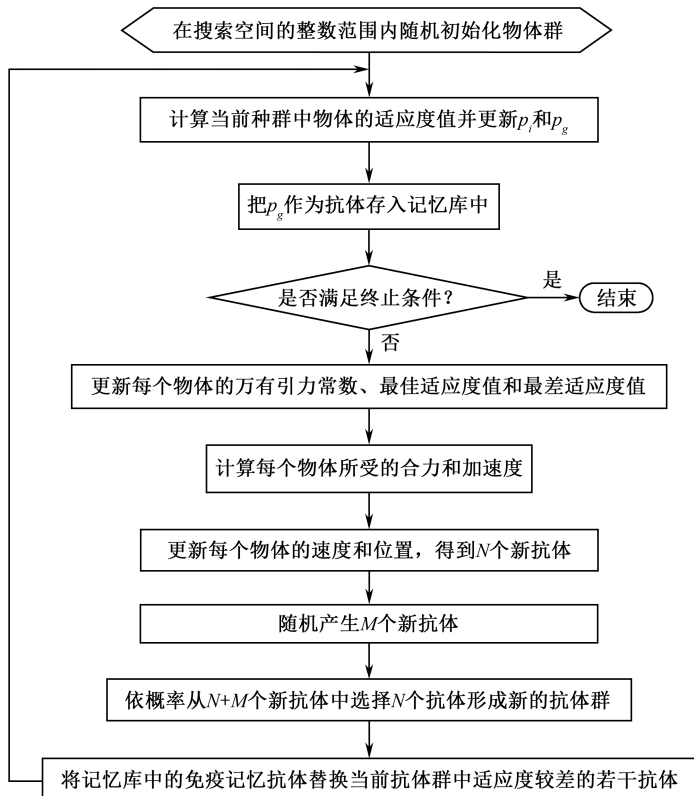 在搜索空间的整数范围内随机初始化物体群
计算当前种群中物体的适应度值并更新pi和pg
把pg作为抗体存入记忆库中
是否满足终止条件？
是
结束
否
更新每个物体的万有引力常数、最佳适应度值和最差适应度值
计算每个物体所受的合力和加速度
更新每个物体的速度和位置，得到N个新抗体
随机产生M个新抗体
依概率从N+M个新抗体中选择N个抗体形成新的抗体群
将记忆库中的免疫记忆抗体替换当前抗体群中适应度较差的若干抗体